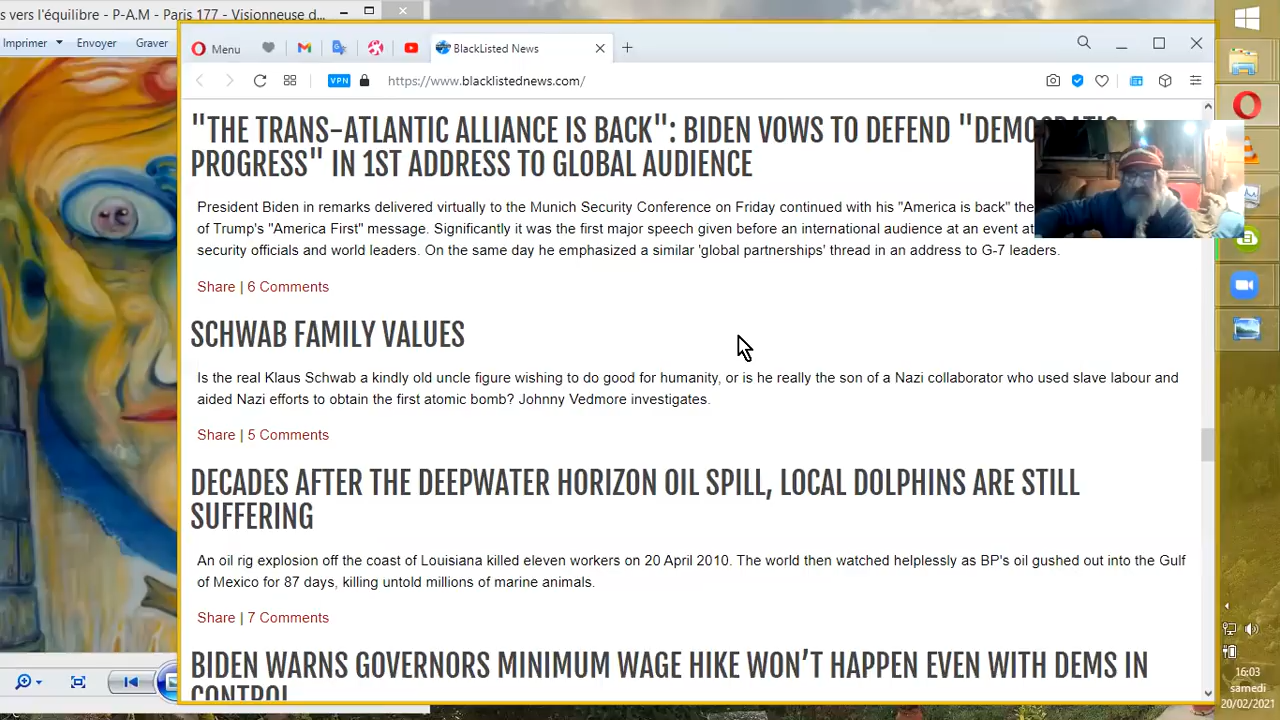 s vers l'équilibre - P-A-M - Paris 177 - Visionneuse d...
Imprimer Envoyer Graver
Menu
BlackListed News
VPN https://www.blacklistednews.com/
"THE TRANS-ATLANTIC ALLIANCE IS BACK": BIDEN VOWS TO DEFEND "DEMOCRATIC
PROGRESS" IN 1ST ADDRESS TO GLOBAL AUDIENCE
President Biden in remarks delivered virtually to the Munich Security Conference on Friday continued with his "America is back" the
of Trump's "America First" message. Significantly it was the first major speech given before an international audience at an event at
security officials and world leaders. On the same day he emphasized a similar 'global partnerships' thread in an address to G-7 leaders.
Share | 6 Comments
SCHWAB FAMILY VALUES
Is the real Klaus Schwab a kindly old uncle figure wishing to do good for humanity, or is he really the son of a Nazi collaborator who used slave labour and
aided Nazi efforts to obtain the first atomic bomb? Johnny Vedmore investigates.
Share | 5 Comments
DECADES AFTER THE DEEPWATER HORIZON OIL SPILL, LOCAL DOLPHINS ARE STILL
SUFFERING
An oil rig explosion off the coast of Louisiana killed eleven workers on 20 April 2010. The world then watched helplessly as BP's oil gushed out into the Gulf
of Mexico for 87 days, killing untold millions of marine animals.
Share | 7 Comments
BIDEN WARNS GOVERNORS MINIMUM WAGE HIKE WON'T HAPPEN EVEN WITH DEMS IN
CONTROL
16:03
samedi
20/02/2021